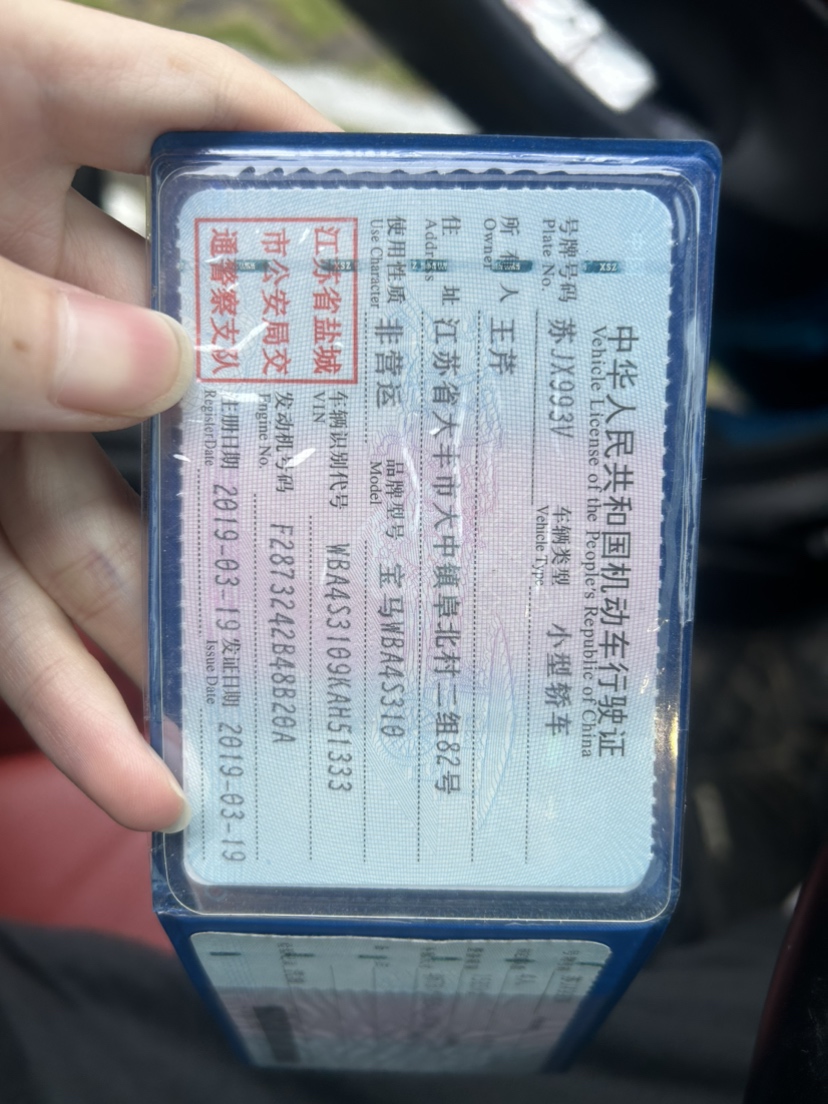 中华人民共和国机动车行驶证
Vehicle License of the People's Republic of China
号牌号码 苏JX993V 车辆类型 小型轿车
Plate No. Vehicle Type
所有人 王芹
Owner
住址 江苏省大丰市大中镇阜北村二组82号
Address
使用性质 非营运 品牌型号 宝马WBA4S310
Use Character Model
江苏省盐城
市公安局交
通警察支队
车辆识别代号 WBA4S3109KAH51333
VIN
发动机号码 F2873242B48B20A
Engine No.
注册日期 2019-03-19 发证日期 2019-03-19
Register Date Issue Date